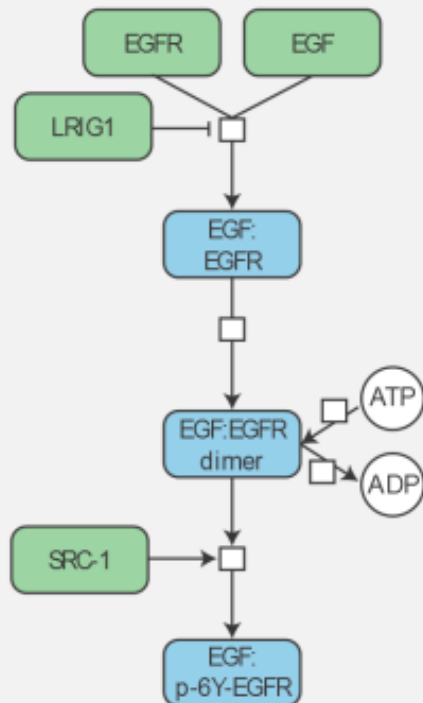 EGFR
EGF
LRIG1
EGF:
EGFR
EGF:EGFR
dimer
ATP
ADP
SRC-1
EGF:
p-6Y-EGFR